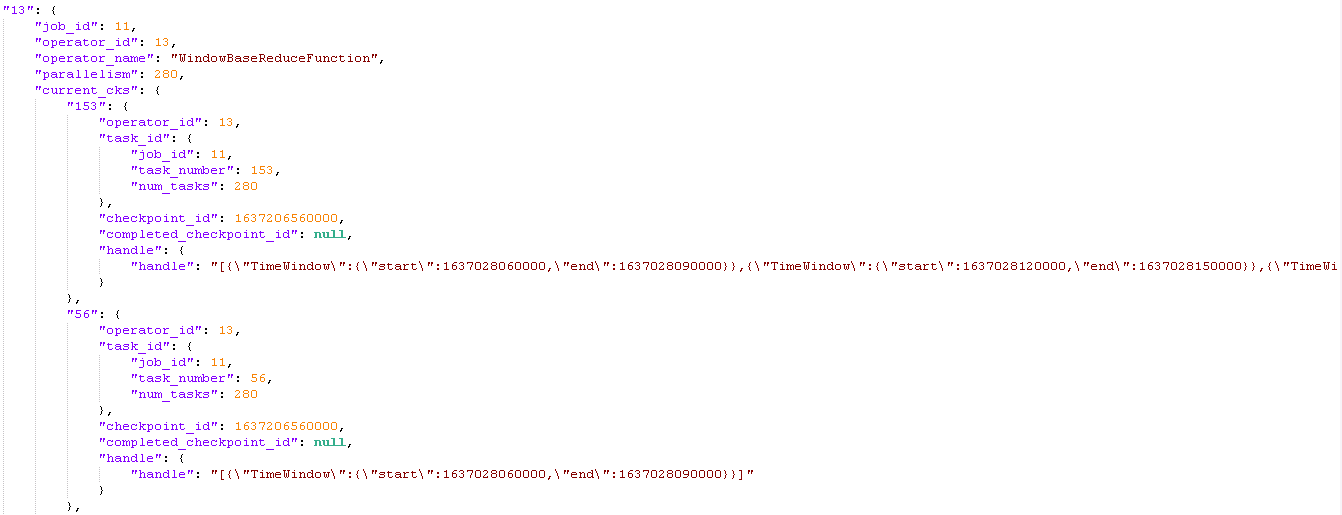 "13": {
"job_id": 11,
"operator_id": 13,
"operator_name": "WindowBaseReduceFunction",
"parallelism": 280,
"current_cks": {
"153": {
"operator_id": 13,
"task_id": {
"job_id": 11,
"task_number": 153,
"num_tasks": 280
},
"checkpoint_id": 1637206560000,
"completed_checkpoint_id": null,
"handle": {
"handle": "[{\"TimeWindow\":{\"start\":1637028060000,\"end\":1637028090000}},{\"TimeWindow\":{\"start\":1637028120000,\"end\":1637028150000}},{\"TimeWi
}
},
"56": {
"operator_id": 13,
"task_id": {
"job_id": 11,
"task_number": 56,
"num_tasks": 280
},
"checkpoint_id": 1637206560000,
"completed_checkpoint_id": null,
"handle": {
"handle": "[{\"TimeWindow\":{\"start\":1637028060000,\"end\":1637028090000}}]"
}
},